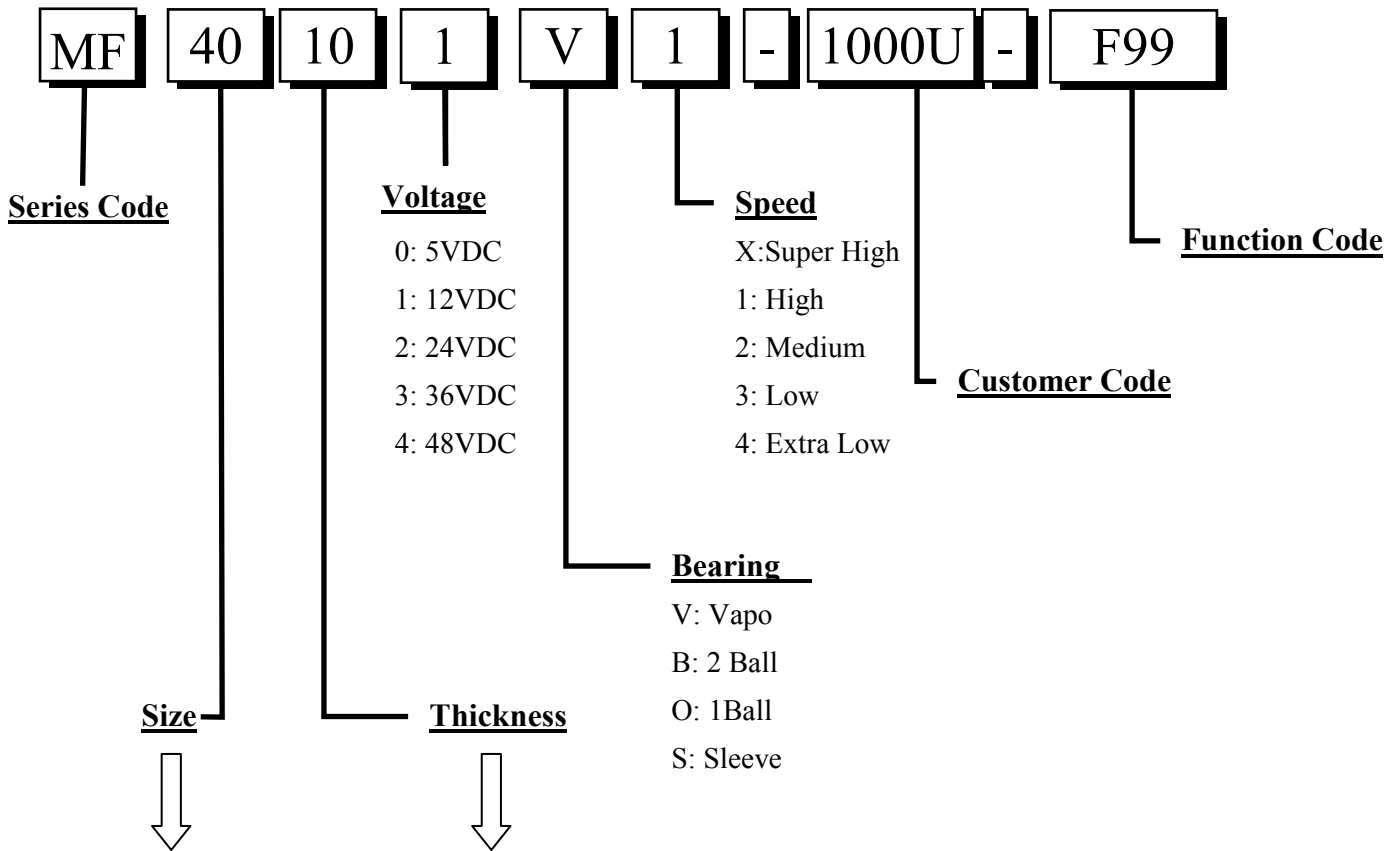 MF 40 10 1 V 1 - 1000U - F99
Series Code
Voltage
0: 5VDC
1: 12VDC
2: 24VDC
3: 36VDC
4: 48VDC
Speed
X:Super High
1: High
2: Medium
3: Low
4: Extra Low
Function Code
Customer Code
Bearing
V: Vapo
B: 2 Ball
O: 1Ball
S: Sleeve
Size
Thickness